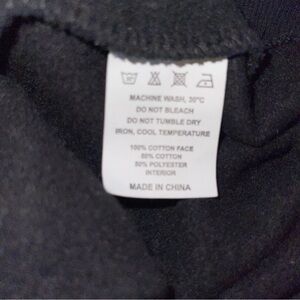 MACHINE WASH, 30°C
DO NOT BLEACH
DO NOT TUMBLE DRY
IRON, COOL TEMPERATURE
100% COTTON FACE
50% COTTON
50% POLYESTER
INTERIOR
MADE IN CHINA